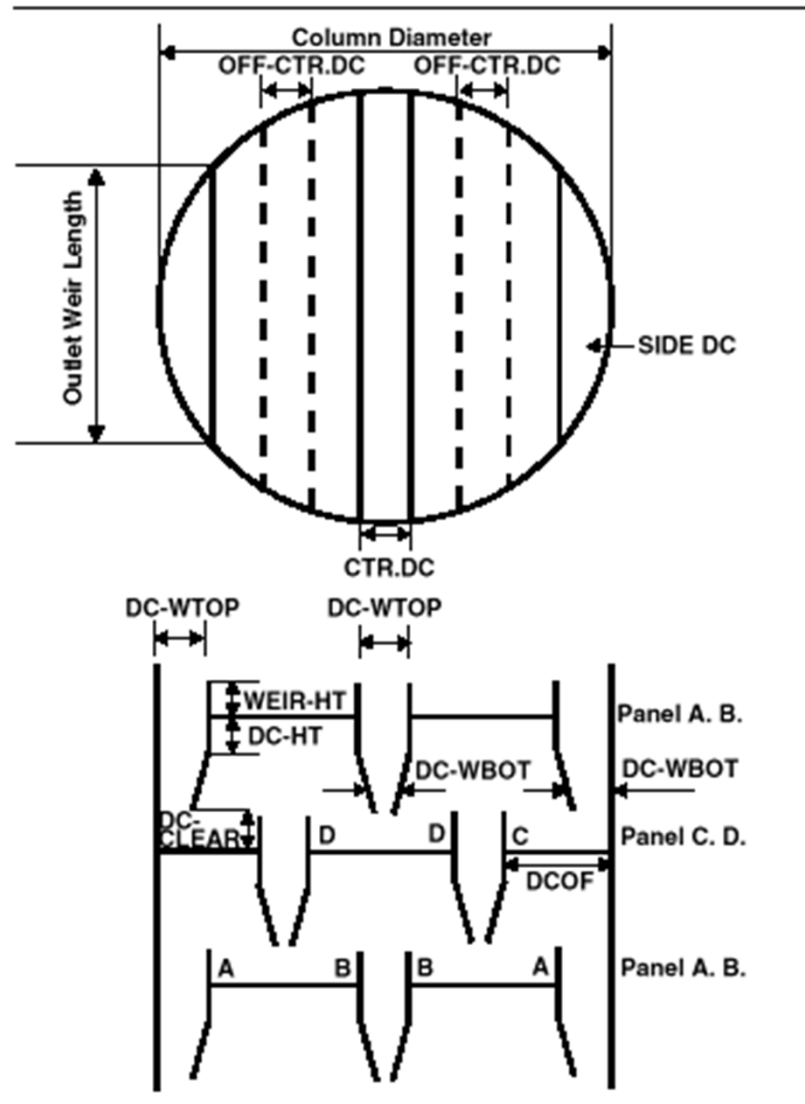 Column Diameter
OFF-CTR.DC
OFF-CTR.DC
Outlet Weir Length
SIDE DC
CTR.DC
DC-WTOP
DC-WTOP
WEIR-HT
Panel A. B.
DC-HT
DC-WBOT
DC-WBOT
DC-
CLEAR
D
D
C
Panel C. D.
DCOF
A
B
B
A
Panel A. B.